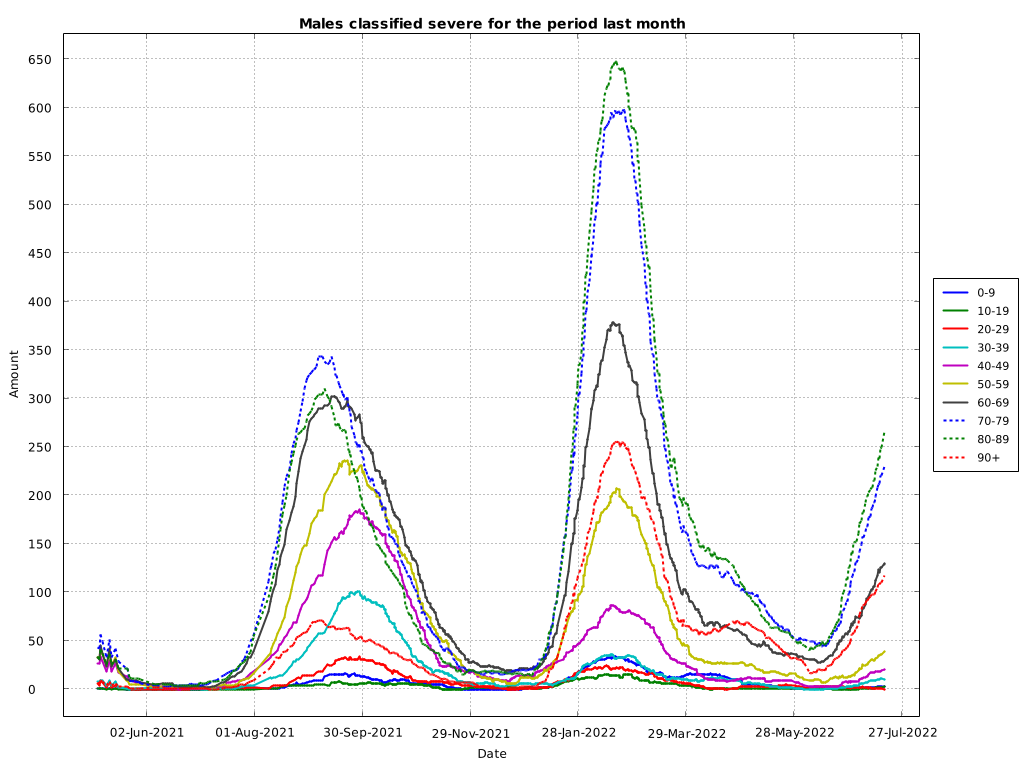 Males classified severe for the period last month
650
600
550
500
450
400
350
300
250
200
150
100
50
0
Amount
02-Jun-2021
01-Aug-2021
30-Sep-2021
29-Nov-2021
28-Jan-2022
29-Mar-2022
28-May-2022
27-Jul-2022
Date
0-9
10-19
20-29
30-39
40-49
50-59
60-69
70-79
80-89
90+